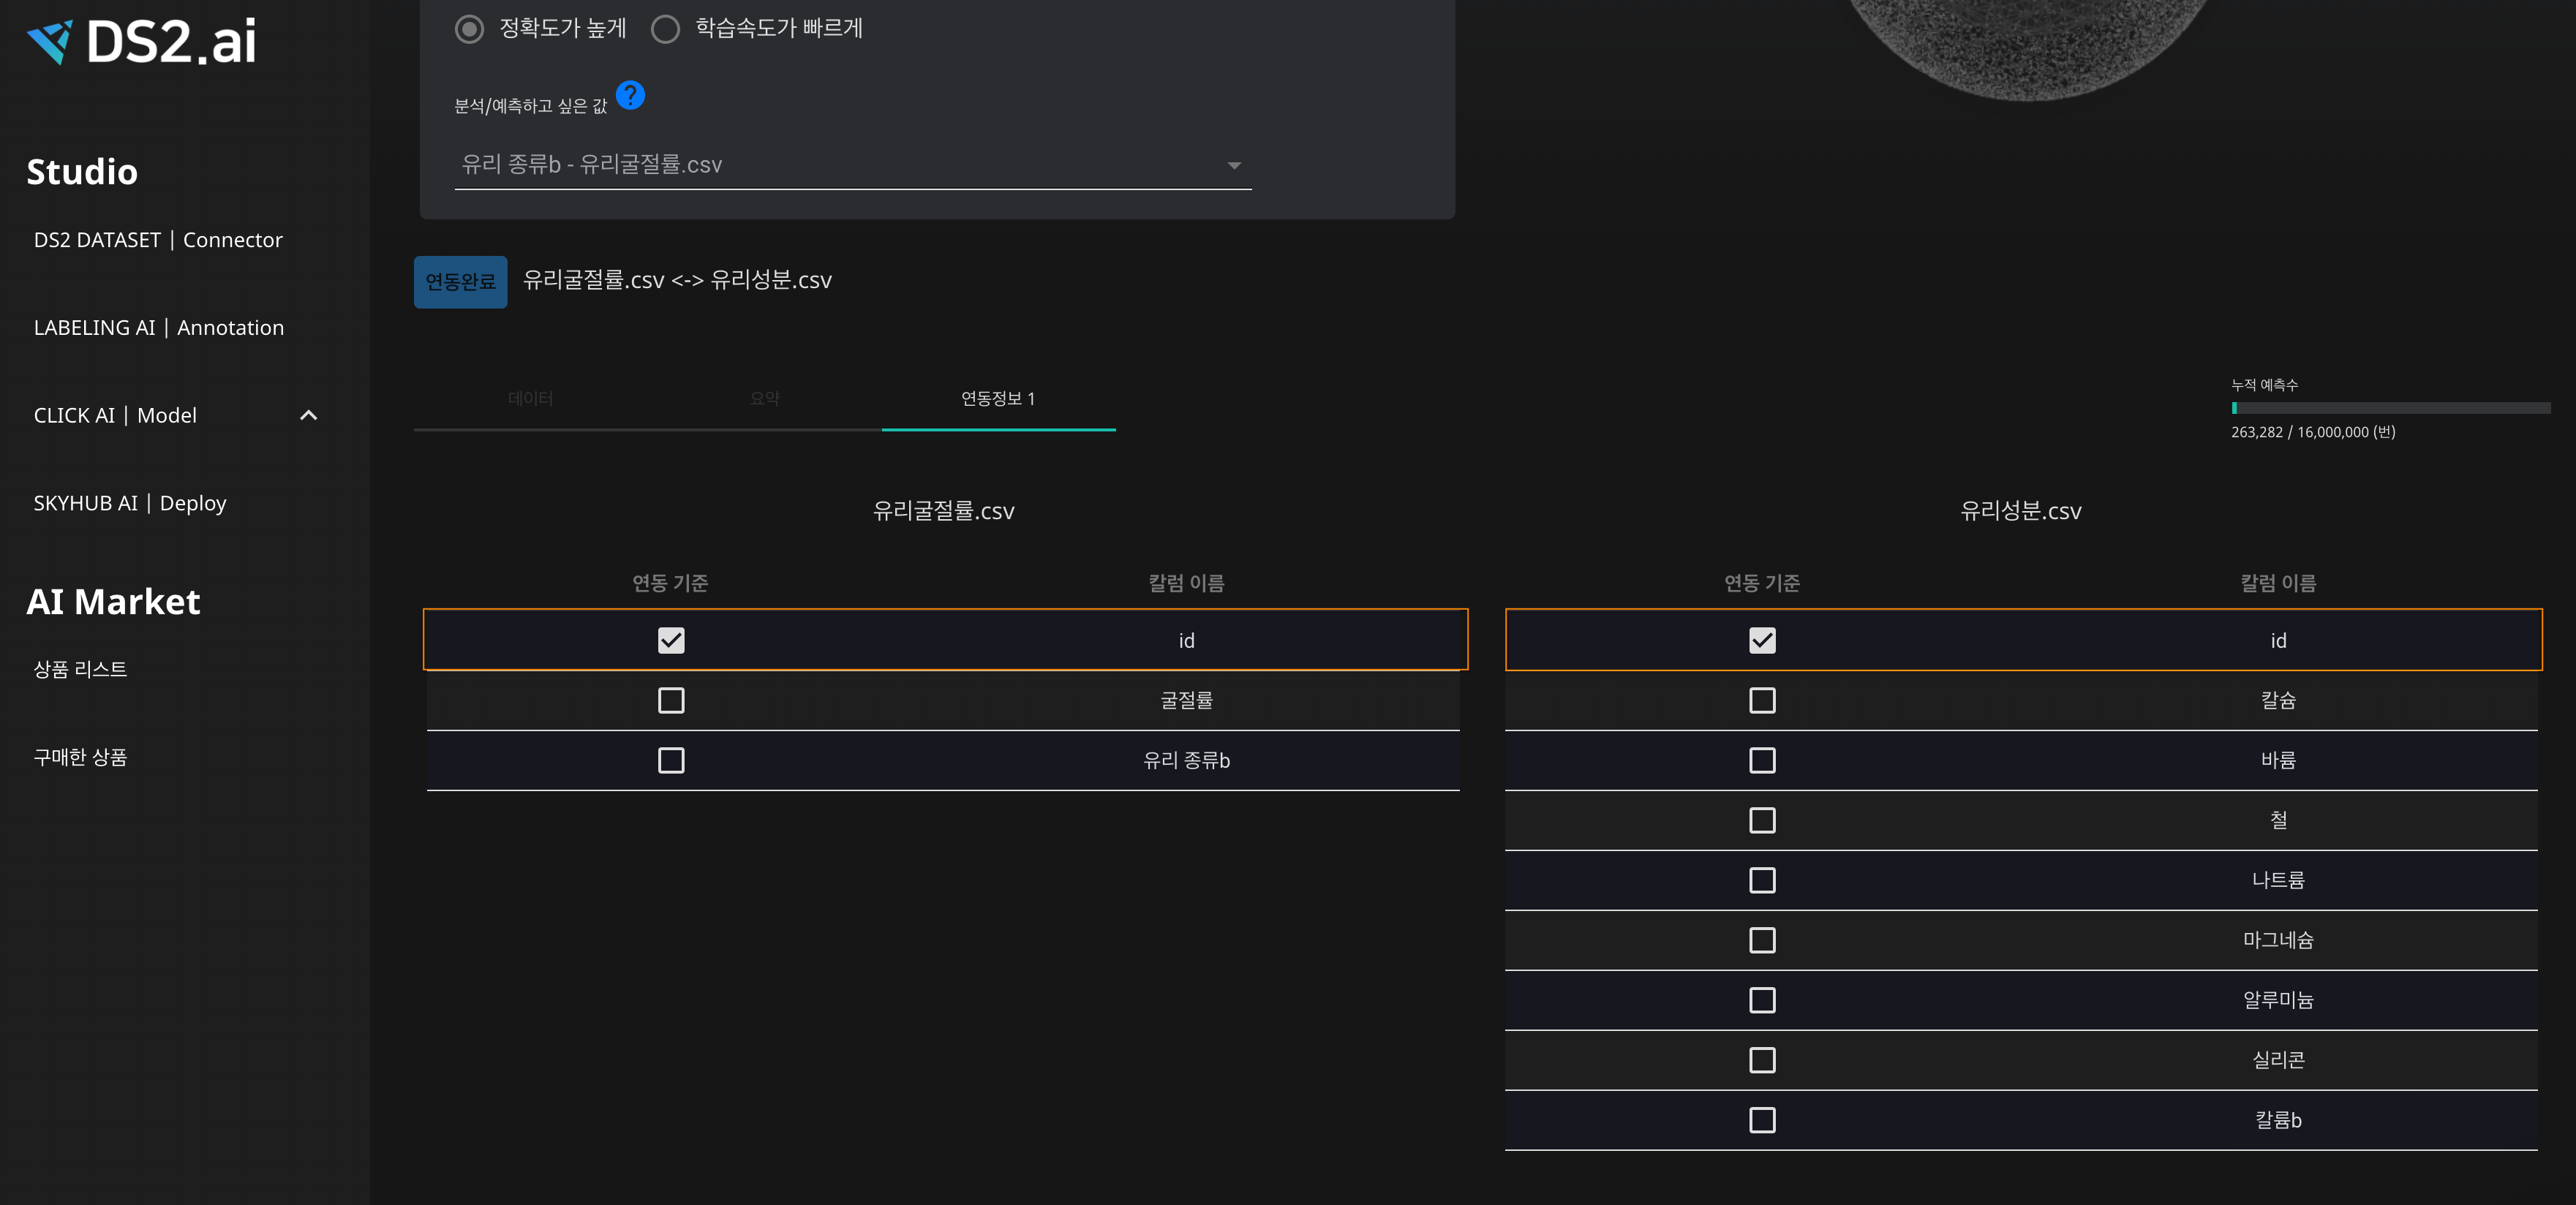 DS2.ai
Studio
DS2 DATASET | Connector
LABELING AI | Annotation
CLICK AI | Model
SKYHUB AI | Deploy
AI Market
상품 리스트
구매한 상품
정확도가 높게 학습속도가 빠르게
분석/예측하고 싶은 값 ?
유리 종류b - 유리굴절률.csv
연동완료 유리굴절률.csv <-> 유리성분.csv
데이터 요약 연동정보 1
누적 예측수
263,282 / 16,000,000 (번)
유리굴절률.csv
연동 기준 칼럼 이름
id
굴절률
유리 종류b
유리성분.csv
연동 기준 칼럼 이름
id
칼슘
바륨
철
나트륨
마그네슘
알루미늄
실리콘
칼륨b